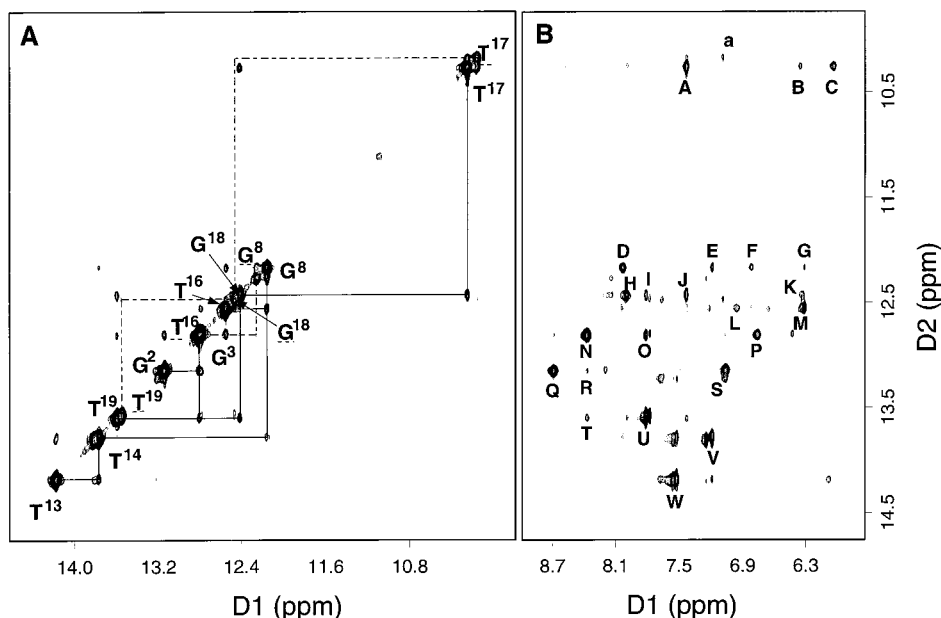 A
T17
T17
G18
G8
G8
T16
T16
G18
G2
G3
T19
T19
T14
T13
14.0 13.2 12.4 11.6 10.8
D1 (ppm)
B
a
A B C
10.5
11.5
D E F G
H I J K
12.5
L M
N O P
Q R S
13.5
T U
V
W
14.5
8.7 8.1 7.5 6.9 6.3
D1 (ppm)
D2 (ppm)